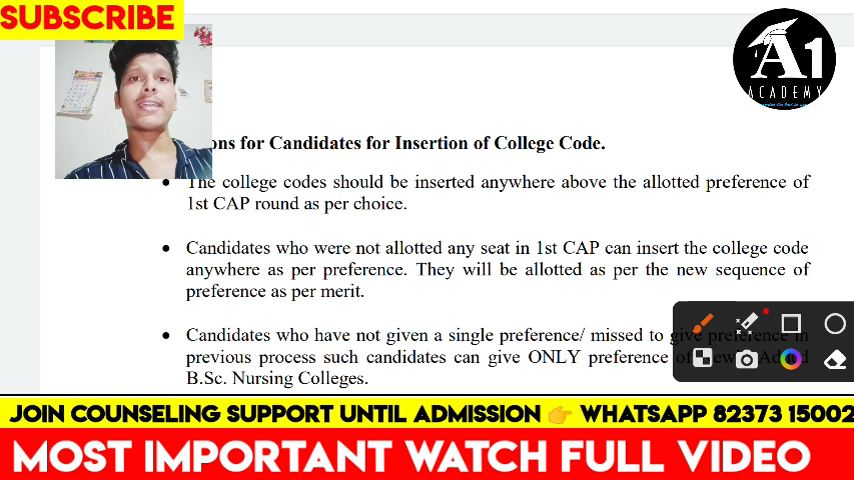 SUBSCRIBE
A1
ACADEMY
ons for Candidates for Insertion of College Code.
• The college codes should be inserted anywhere above the allotted preference of
1st CAP round as per choice.
• Candidates who were not allotted any seat in 1st CAP can insert the college code
anywhere as per preference. They will be allotted as per the new sequence of
preference as per merit.
• Candidates who have not given a single preference/ missed to give preference in
previous process such candidates can give ONLY preference of
B.Sc. Nursing Colleges.
JOIN COUNSELING SUPPORT UNTIL ADMISSION 👉 WHATSAPP 82373 15002
MOST IMPORTANT WATCH FULL VIDEO